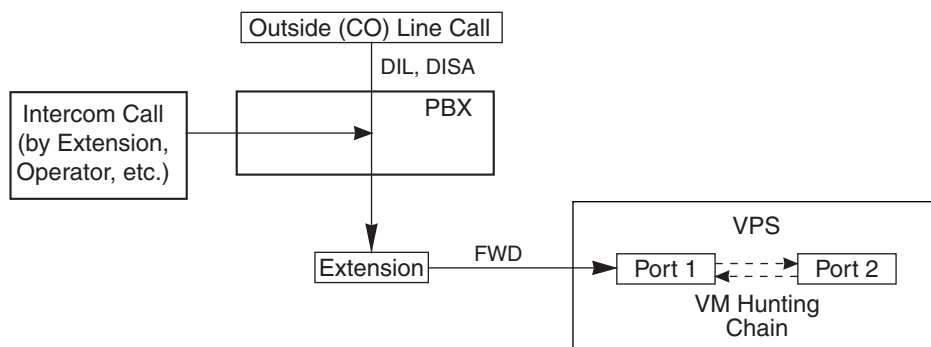 Outside (CO) Line Call
DIL, DISA
PBX
Intercom Call
(by Extension,
Operator, etc.)
VPS
Extension
FWD
Port 1
Port 2
VM Hunting
Chain